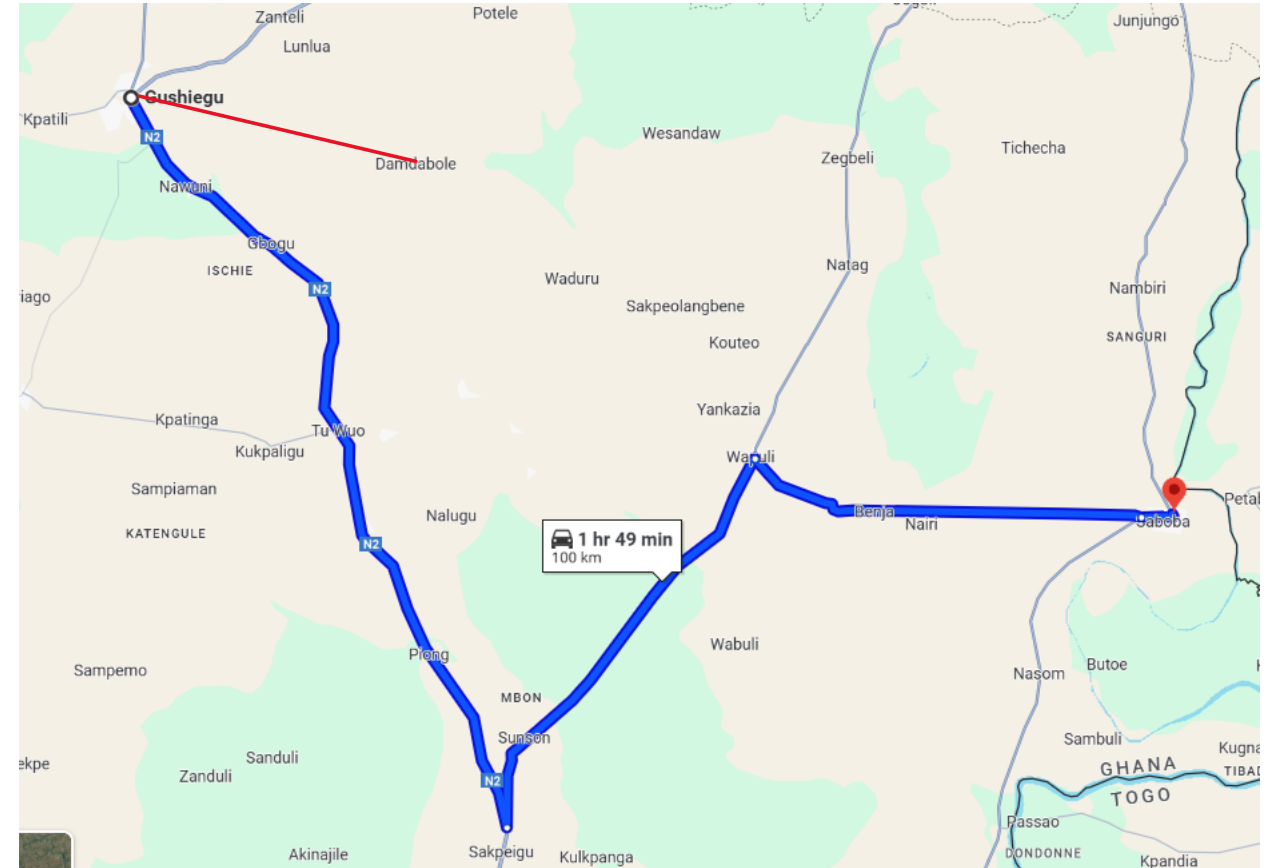 Zanteli
Potele
Junjungo
Lunlua
Gushiegu
Kpatili
N2
Wesandaw
Tichecha
Zegbeli
Damdabole
Nawuni
Gbogu
ISCHIE
Natag
Waduru
Nambiri
N2
iago
Sakpeolangbene
SANGURI
Kouteo
Yankazia
Kpatinga
Tu Wuo
Kukpaligu
Wapuli
Sampiaman
Petal
Benja
Nairi
Saboba
Nalugu
KATENGULE
N2
1 hr 49 min
100 km
Wabuli
Piong
Butoe
Sampemo
Nasom
MBON
Sunson
Sambuli
Kugna
Sanduli
ekpe
Zanduli
N2
GHANA
TIBAD
TOGO
Passao
Akinajile
Sakpeigu
Kulkpanga
DONDONNE
Kpandia